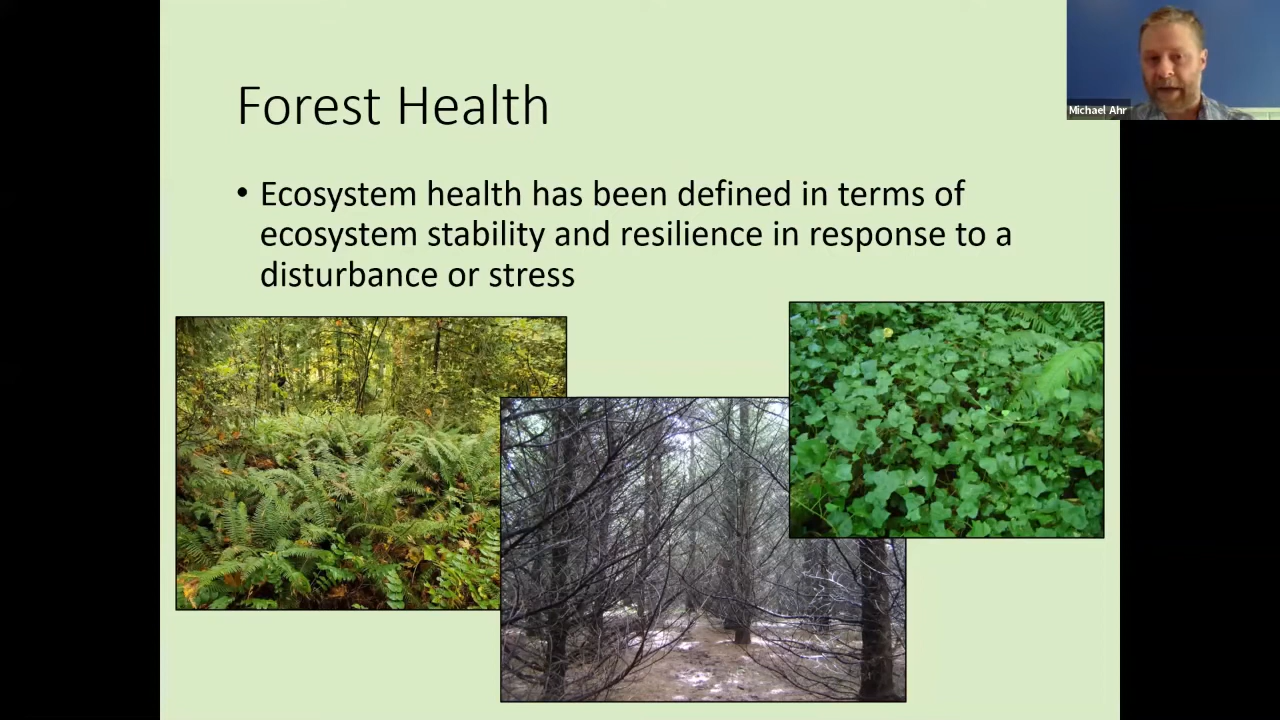 Forest Health
• Ecosystem health has been defined in terms of
ecosystem stability and resilience in response to a
disturbance or stress
Michael Ahr